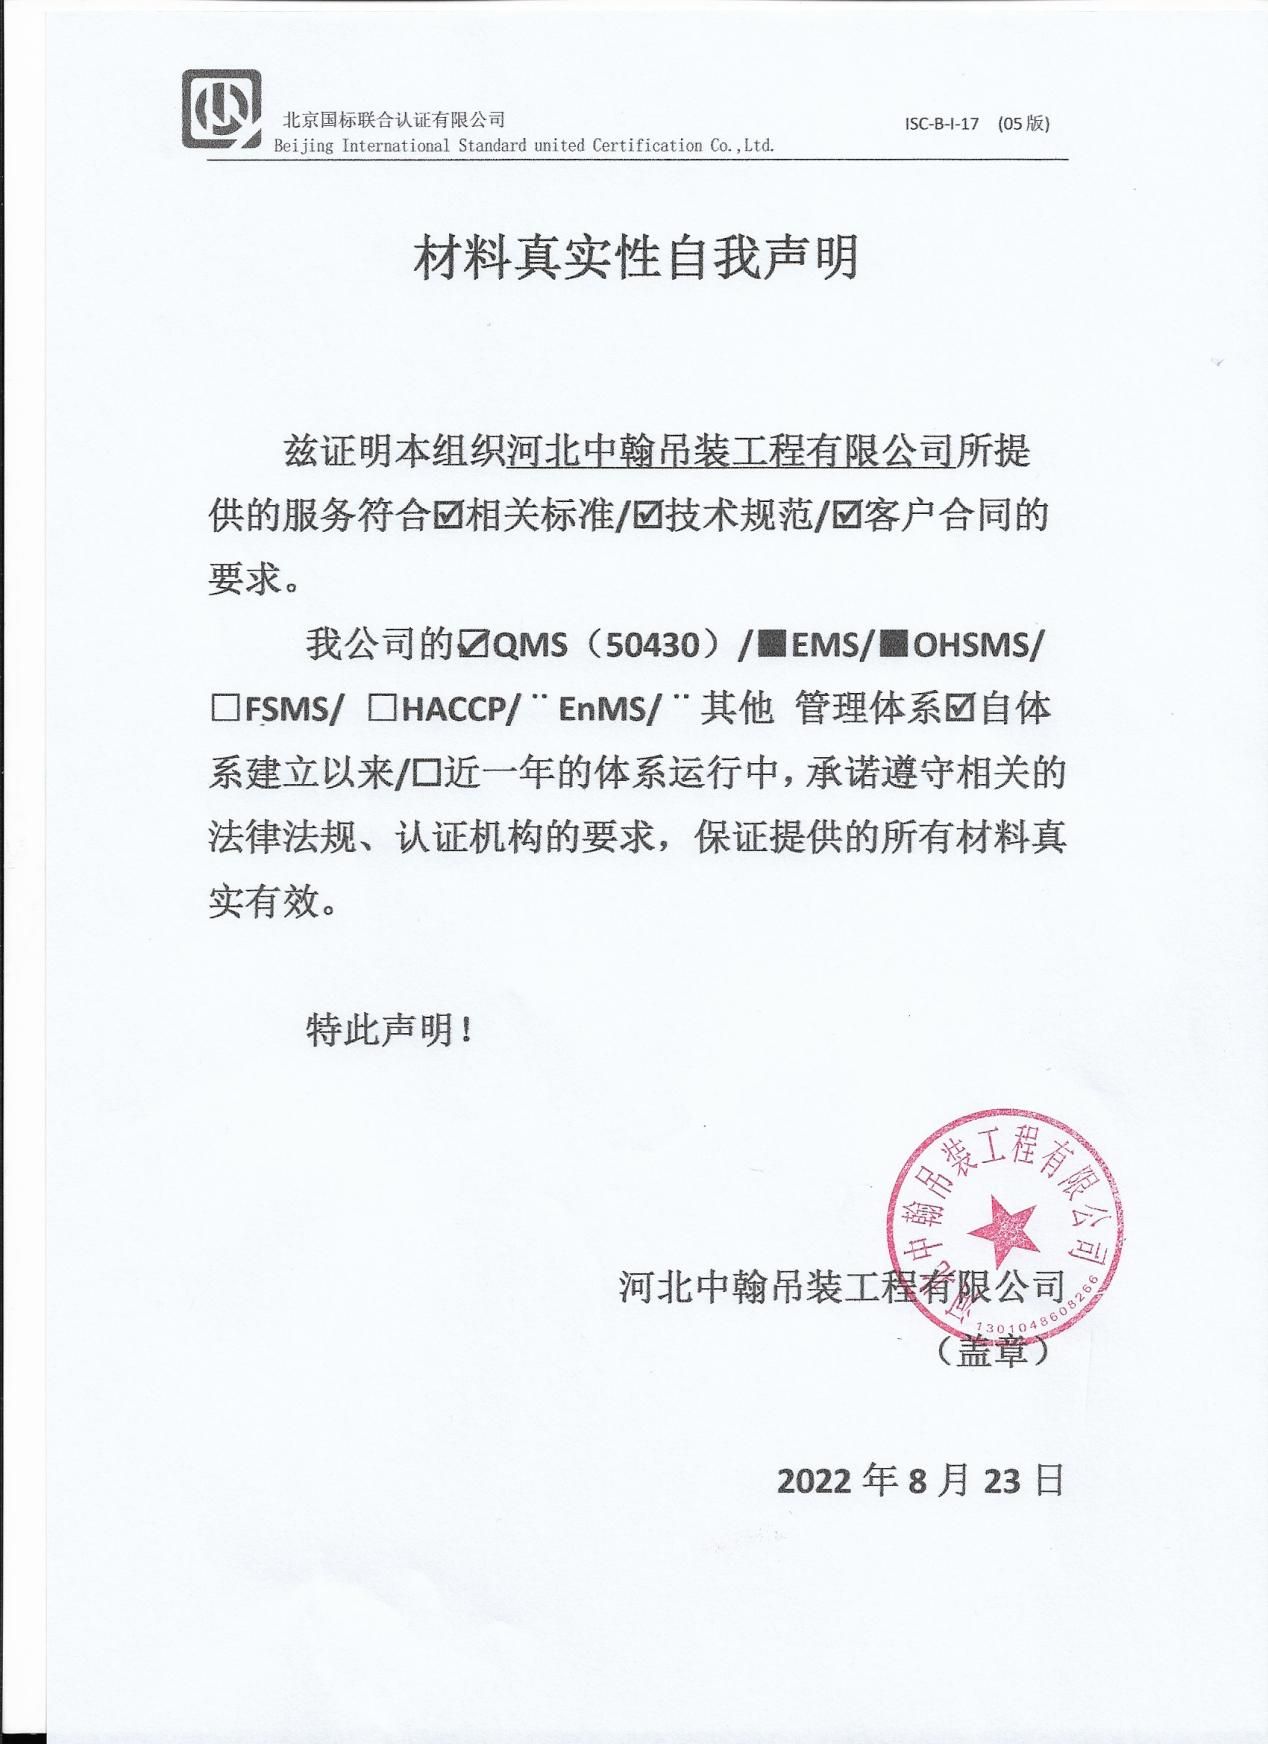 北京国标联合认证有限公司
ISC-B-I-17 (05版)
Beijing International Standard united Certification Co.,Ltd.
材料真实性自我声明
兹证明本组织河北中翰吊装工程有限公司所提
供的服务符合☑相关标准/☑技术规范/☑客户合同的
要求。
我公司的☑QMS（50430）/■EMS/■OHSMS/
□FSMS/ □HACCP/ ¨ EnMS/ ¨ 其他 管理体系☑自体
系建立以来/□近一年的体系运行中，承诺遵守相关的
法律法规、认证机构的要求，保证提供的所有材料真
实有效。
特此声明！
河北中翰吊装工程有限公司
1301048608266
河北中翰吊装工程有限公司
（盖章）
2022 年 8 月 23 日